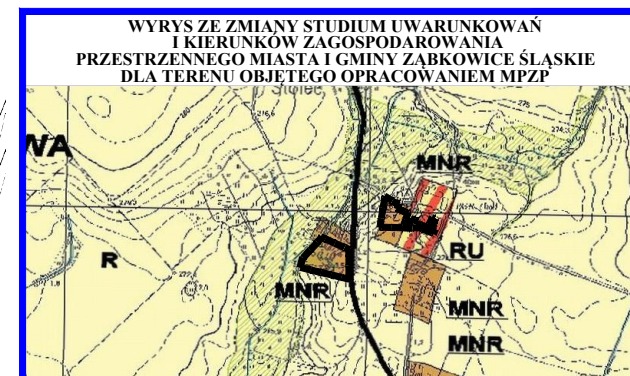 WYRYS ZE ZMIANY STUDIUM UWARUNKOWAŃ
I KIERUNKÓW ZAGOSPODAROWANIA
PRZESTRZENNEGO MIASTA I GMINY ZĄBKOWICE ŚLĄSKIE
DLA TERENU OBJĘTEGO OPRACOWANIEM MPZP
WA
MNR
R
RU
MNR
MNR
MNR